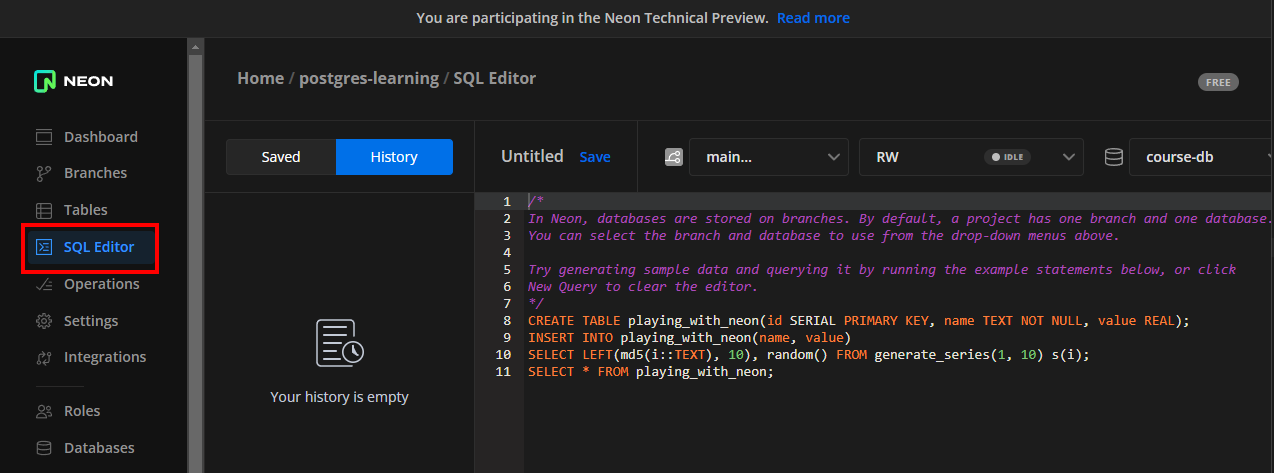 You are participating in the Neon Technical Preview. Read more
NEON
Home / postgres-learning / SQL Editor
FREE
Dashboard
Branches
Tables
SQL Editor
Operations
Settings
Integrations
Roles
Databases
Saved
History
Your history is empty
Untitled Save
main...
RW
IDLE
course-db
1 /*
2 In Neon, databases are stored on branches. By default, a project has one branch and one database.
3 You can select the branch and database to use from the drop-down menus above.
4
5 Try generating sample data and querying it by running the example statements below, or click
6 New Query to clear the editor.
7 */
8 CREATE TABLE playing_with_neon(id SERIAL PRIMARY KEY, name TEXT NOT NULL, value REAL);
9 INSERT INTO playing_with_neon(name, value)
10 SELECT LEFT(md5(i::TEXT), 10), random() FROM generate_series(1, 10) s(i);
11 SELECT * FROM playing_with_neon;